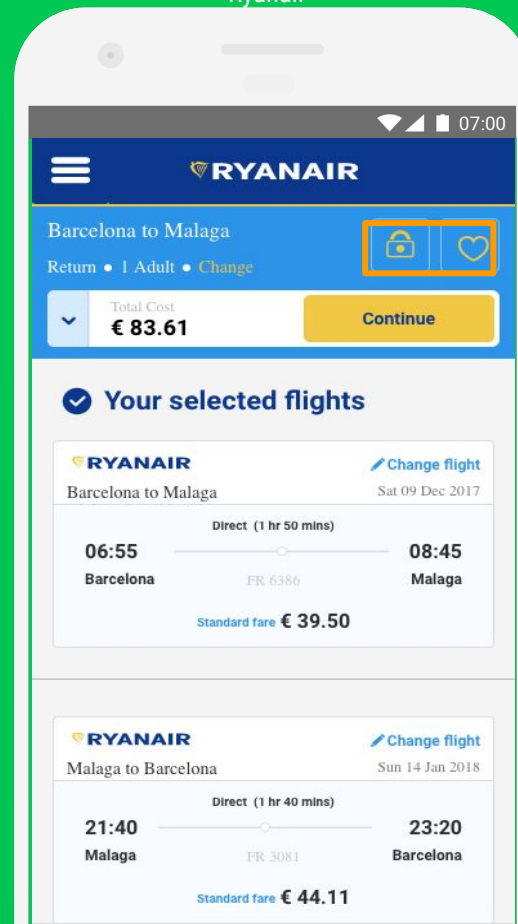 Ryanair
07:00
RYANAIR
Barcelona to Malaga
Return • 1 Adult • Change
Total Cost
€ 83.61
Continue
Your selected flights
RYANAIR
Change flight
Barcelona to Malaga
Sat 09 Dec 2017
Direct (1 hr 50 mins)
06:55
08:45
Barcelona
FR 6386
Malaga
Standard fare € 39.50
RYANAIR
Change flight
Malaga to Barcelona
Sun 14 Jan 2018
Direct (1 hr 40 mins)
21:40
23:20
Malaga
FR 3081
Barcelona
Standard fare € 44.11